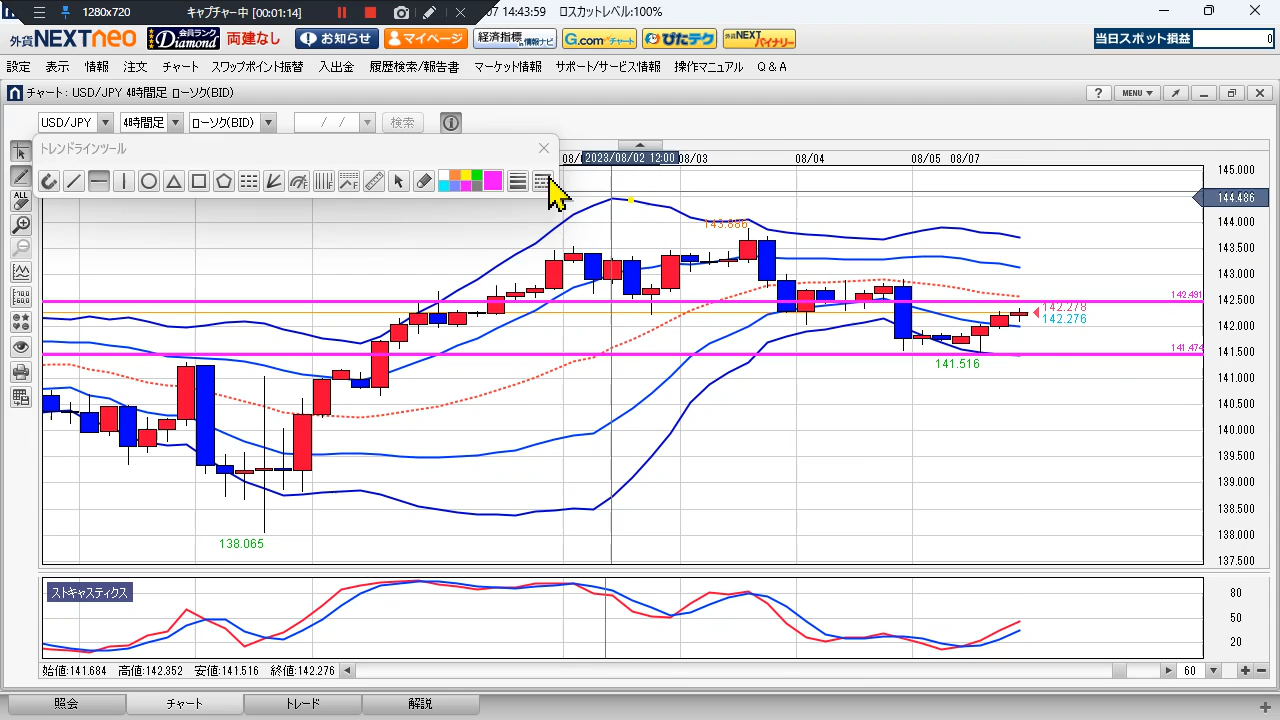 1280x720 キャプチャー中 [00:01:14]
07 14:43:59 ロスカットレベル:100%
外貨NEXTneo 会員ランク Diamond 両建なし お知らせ マイページ 経済指標 情報ナビ G.comチャート ぴたテク 外貨NEXTバイナリー 当日スポット損益 0
設定 表示 情報 注文 チャート スワップポイント振替 入出金 履歴検索/報告書 マーケット情報 サポート/サービス情報 操作マニュアル Q&A
チャート : USD/JPY 4時間足 ローソク(BID) ? MENU
USD/JPY 4時間足 ローソク(BID) / / 検索
トレンドラインツール
ALL
2023/08/02 12:00 08/03 08/04 08/05 08/07
145.000
144.486
144.000
143.500
143.000
142.500
142.000
141.500
141.000
140.500
140.000
139.500
139.000
138.500
138.000
137.500
143.886
142.491
142.278
142.276
141.474
141.516
138.065
ストキャスティクス
80
50
20
始値:141.684 高値:142.352 安値:141.516 終値:142.276 60
照会 チャート トレード 解説